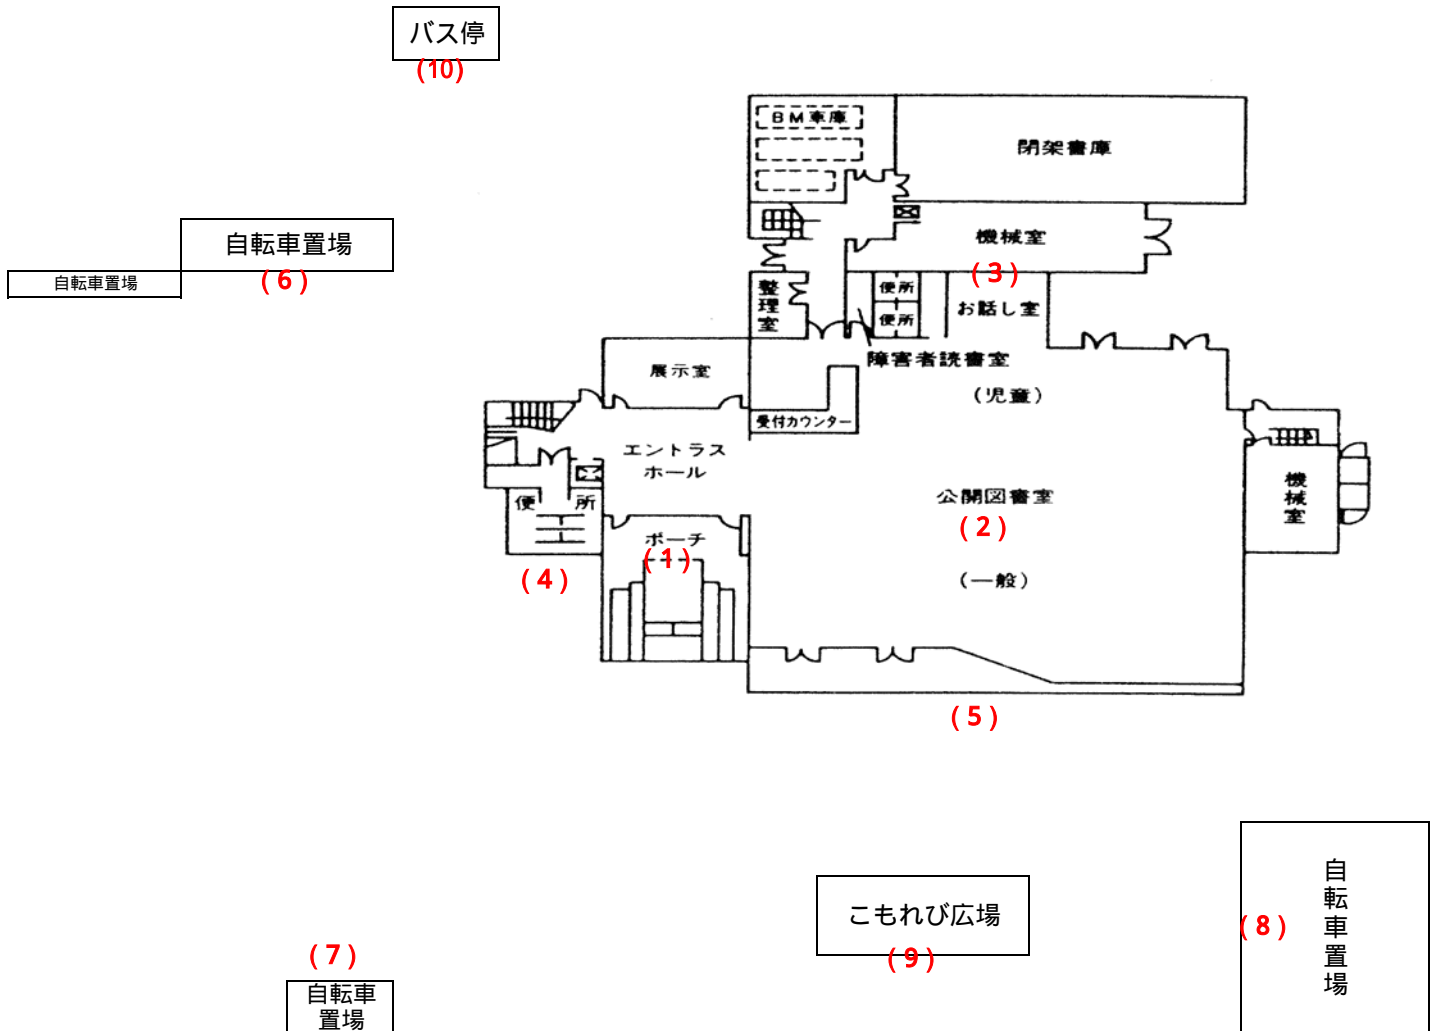 バス停
(10)
BM車庫
閉架書庫
自転車置場
(6)
自転車置場
機械室
(3)
整理室
便所
便所
お話し室
障害者読書室
展示室
(児童)
受付カウンター
エントラス
ホール
公開図書室
(2)
機械室
便所
ポーチ
(1)
(4)
(一般)
(5)
自転車置場
(8)
こもれび広場
(9)
(7)
自転車
置場